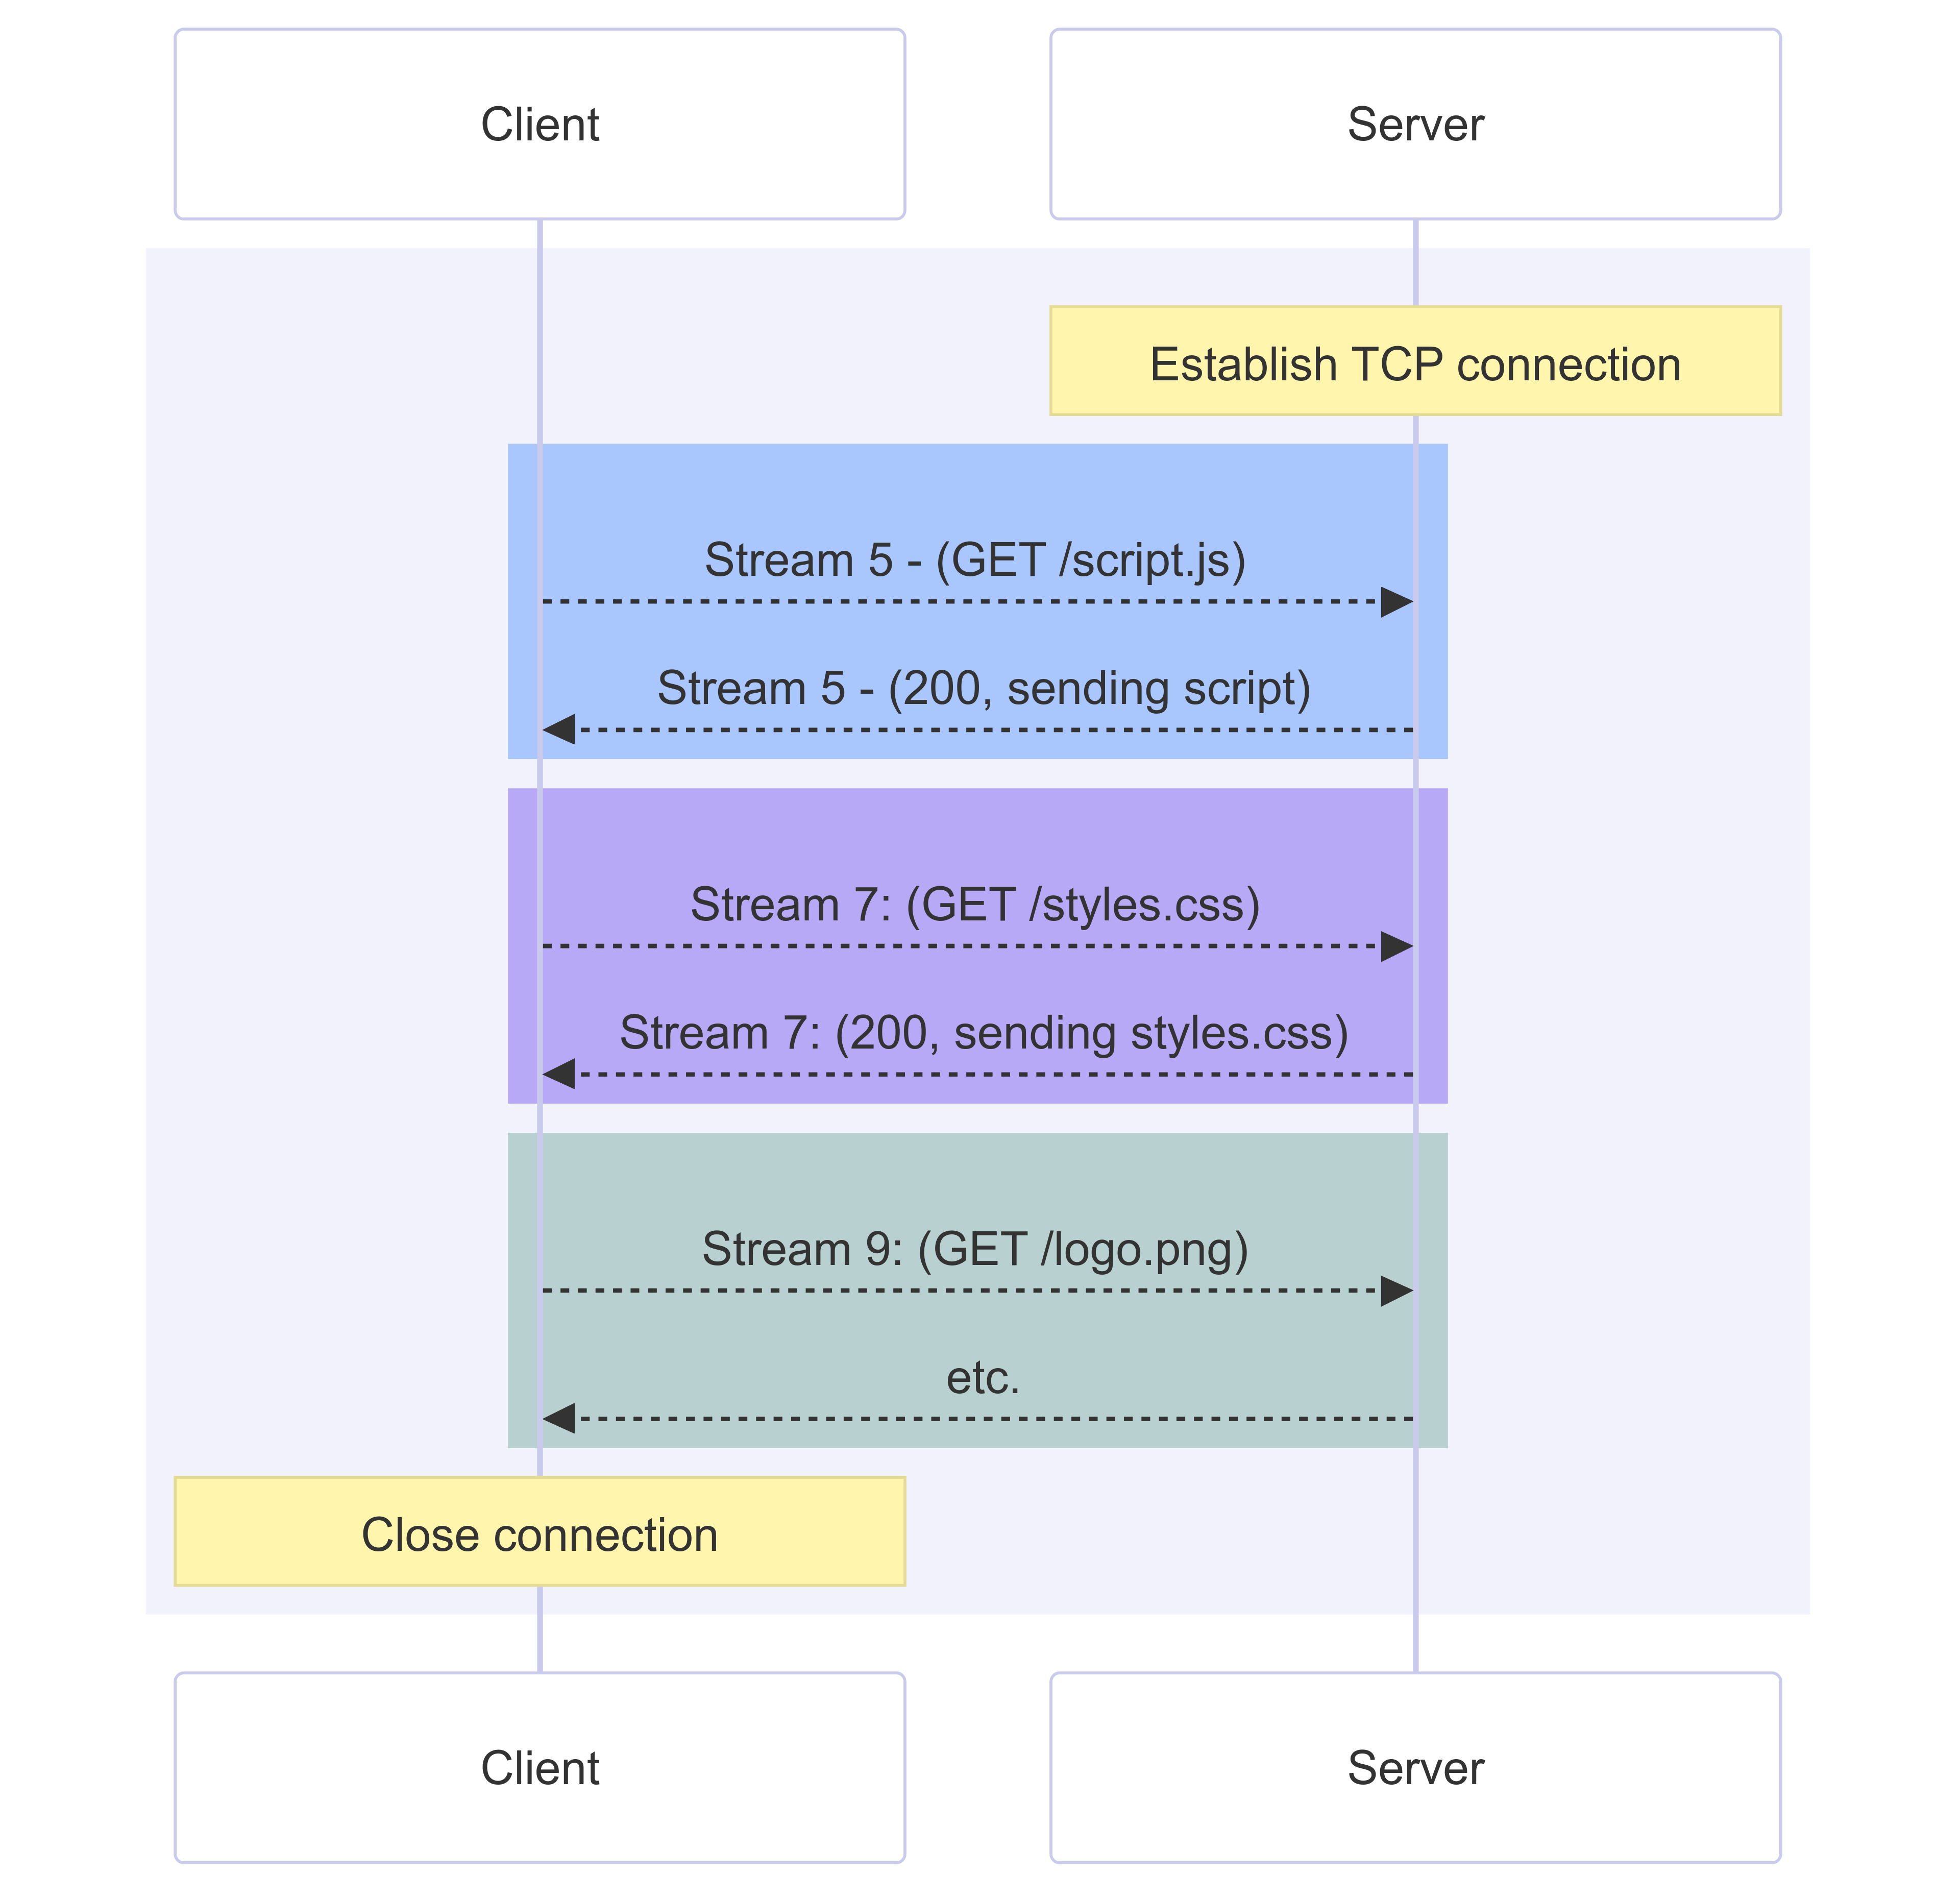 Client
Server
Establish TCP connection
Stream 5 - (GET /script.js)
Stream 5 - (200, sending script)
Stream 7: (GET /styles.css)
Stream 7: (200, sending styles.css)
Stream 9: (GET /logo.png)
etc.
Close connection
Client
Server